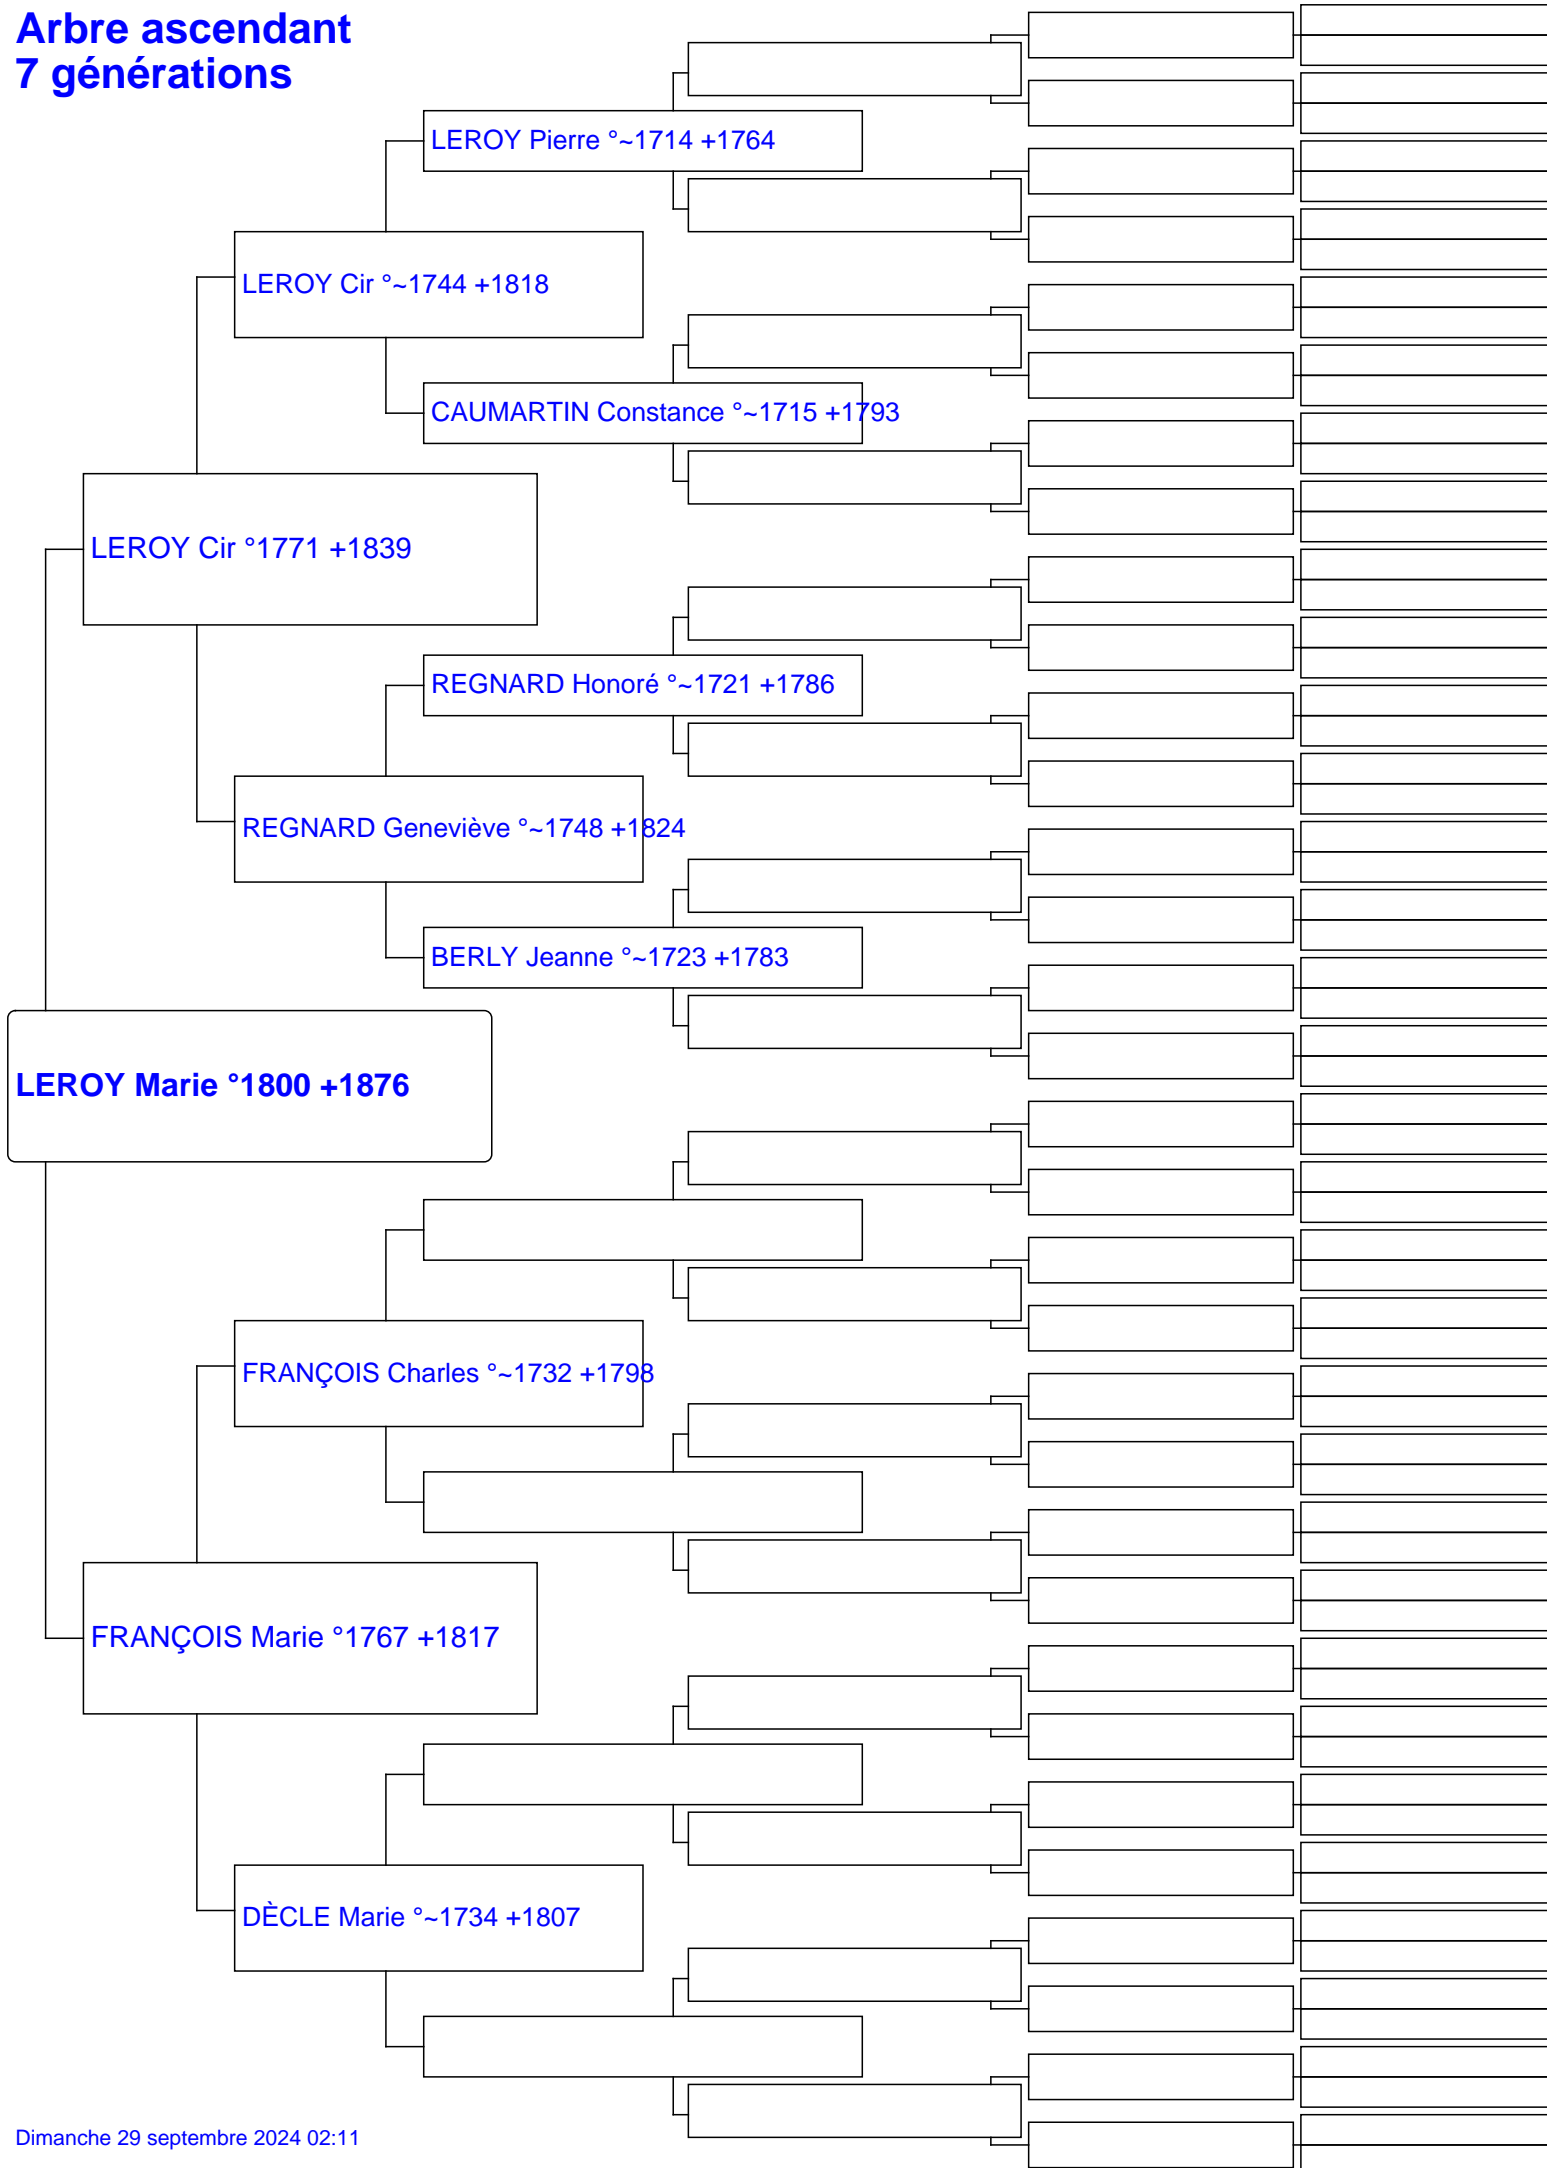 Arbre ascendant
7 générations
LEROY Pierre °~1714 +1764
LEROY Cir °~1744 +1818
CAUMARTIN Constance °~1715 +1793
LEROY Cir °1771 +1839
REGNARD Honoré °~1721 +1786
REGNARD Geneviève °~1748 +1824
BERLY Jeanne °~1723 +1783
LEROY Marie °1800 +1876
FRANÇOIS Charles °~1732 +1798
FRANÇOIS Marie °1767 +1817
DÈCLE Marie °~1734 +1807
Dimanche 29 septembre 2024 02:11